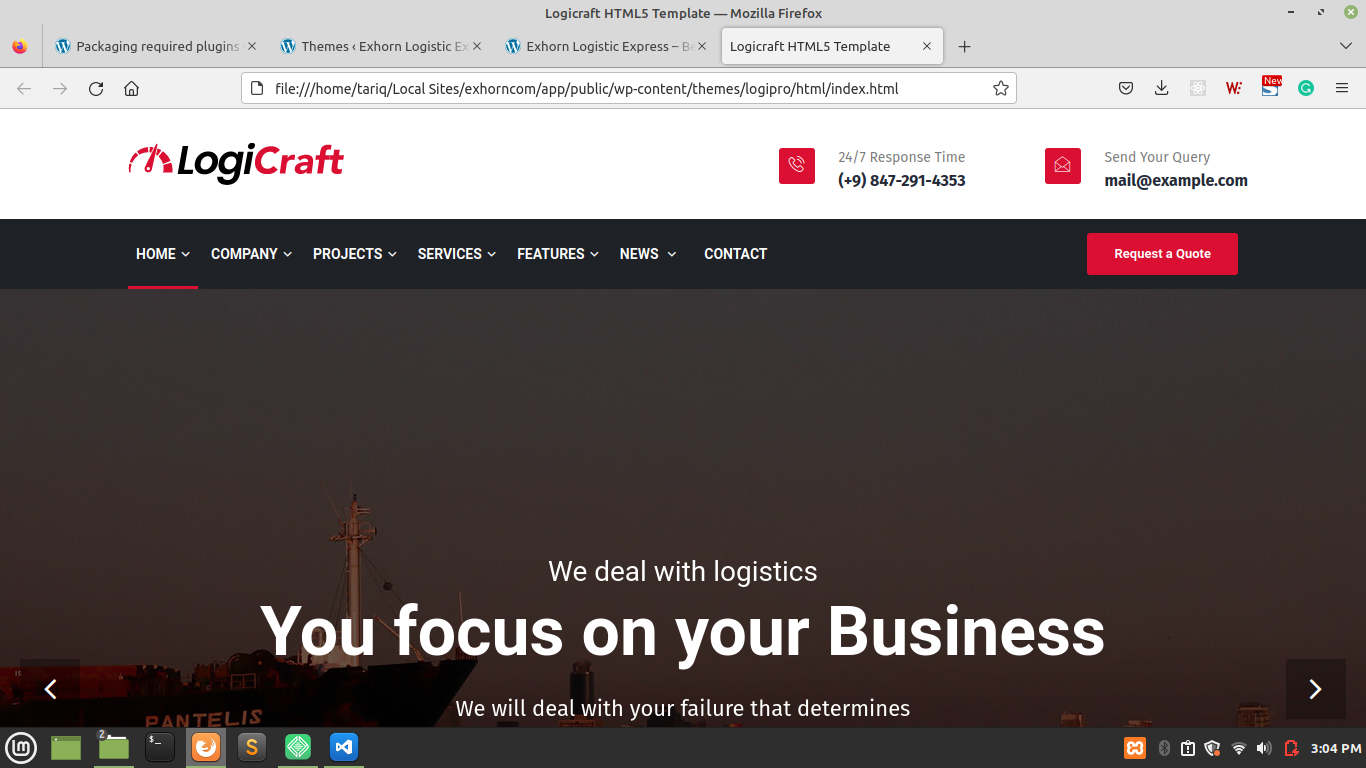 Logicraft HTML5 Template — Mozilla Firefox
Packaging required plugins
Themes ‹ Exhorn Logistic Ex
Exhorn Logistic Express – Be
Logicraft HTML5 Template
file:///home/tariq/Local Sites/exhorncom/app/public/wp-content/themes/logipro/html/index.html
New
LogiCraft
24/7 Response Time
(+9) 847-291-4353
Send Your Query
mail@example.com
HOME COMPANY PROJECTS SERVICES FEATURES NEWS CONTACT
Request a Quote
We deal with logistics
You focus on your Business
We will deal with your failure that determines
PANTELIS
2
$_
S
3:04 PM